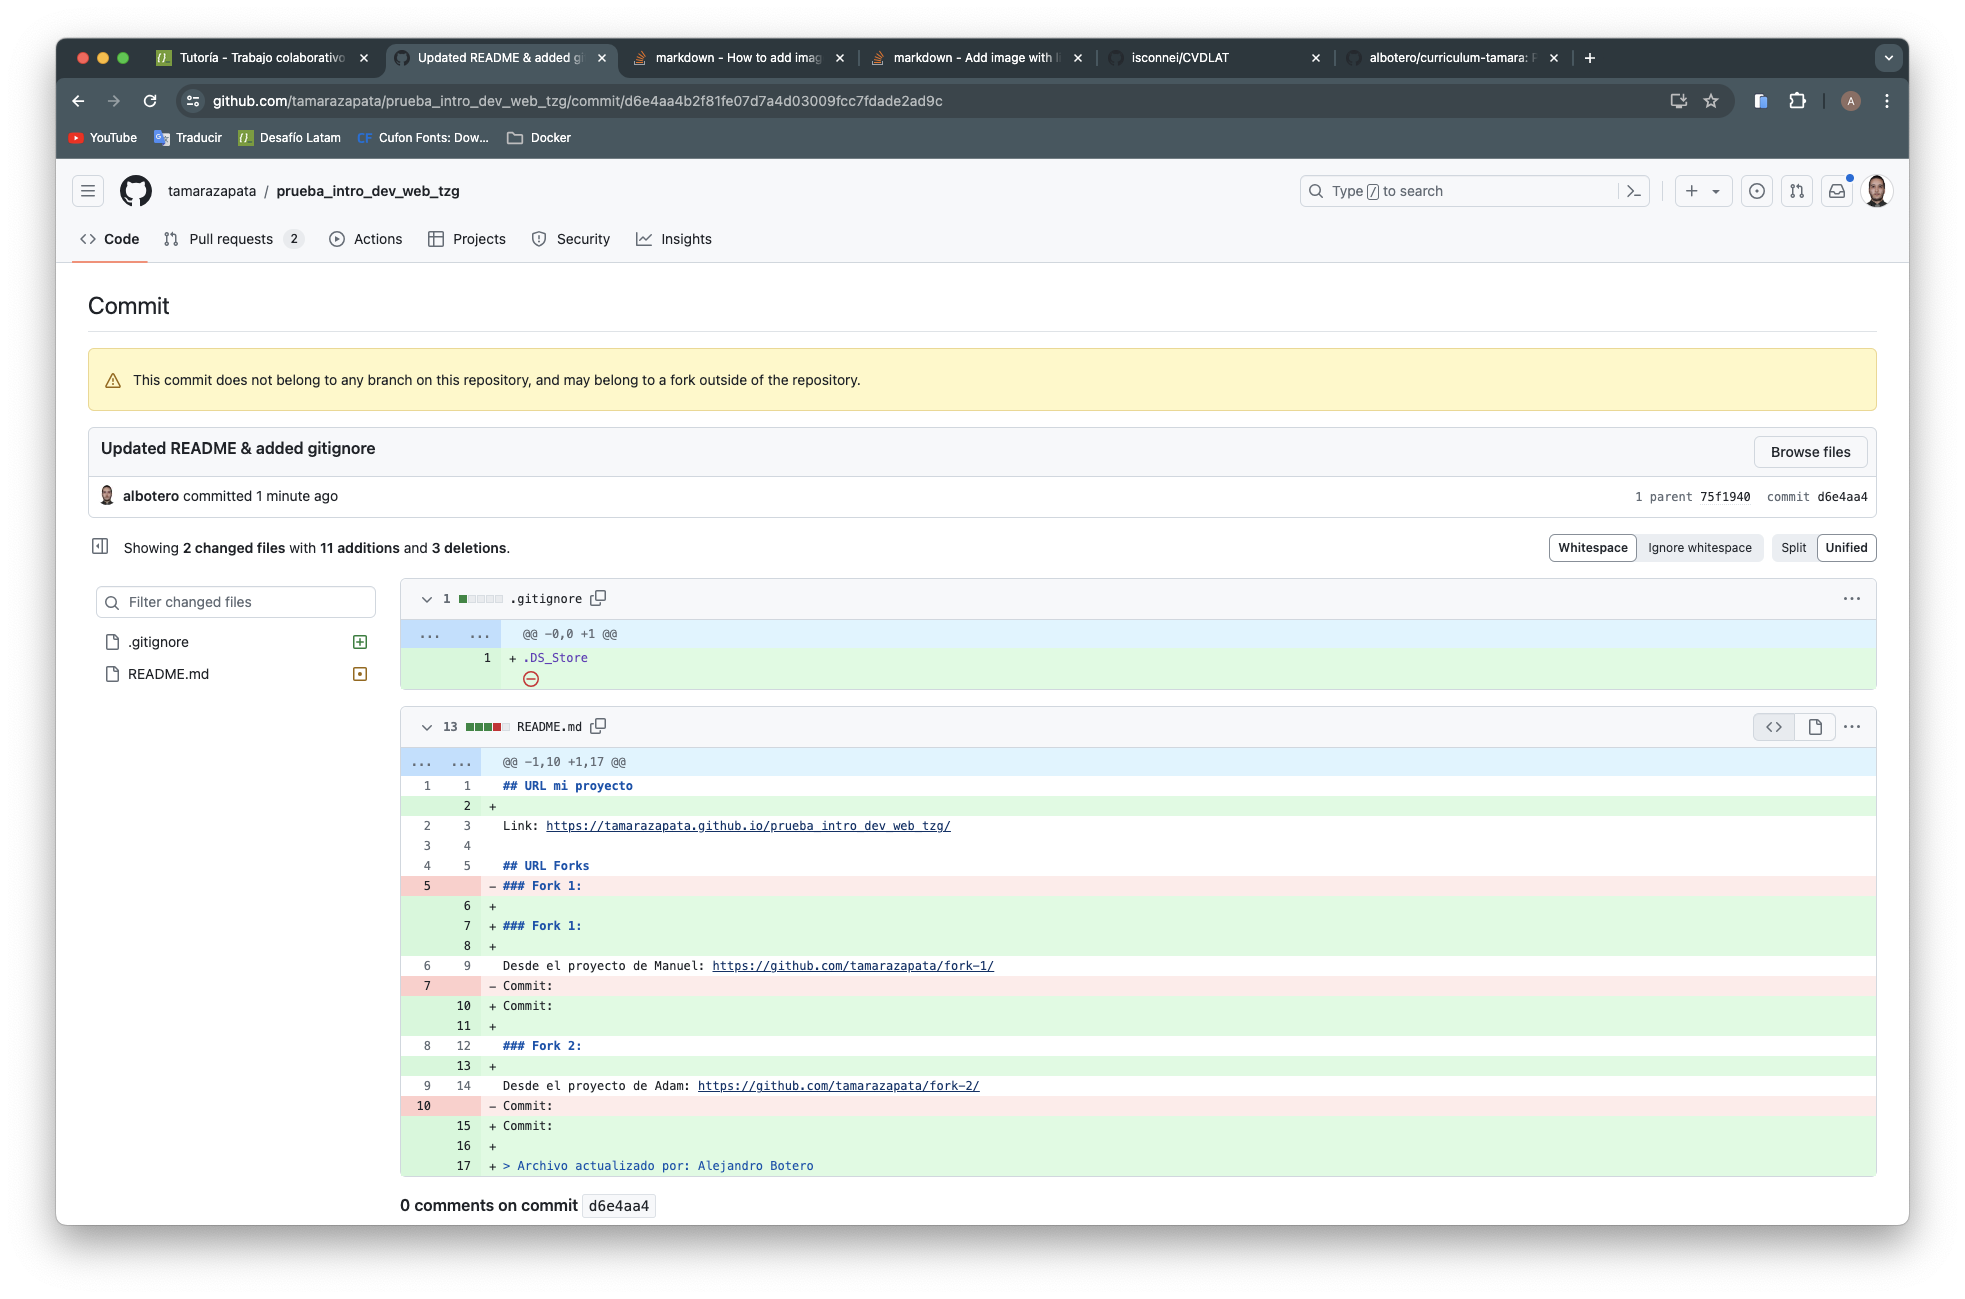 Tutoría - Trabajo colaborativo
Updated README & added gi
markdown - How to add imag
markdown - Add image with li
isconnei/CVDLAT
albotero/curriculum-tamara:
github.com/tamarazapata/prueba_intro_dev_web_tzg/commit/d6e4aa4b2f81fe07d7a4d03009fcc7fdade2ad9c
A
YouTube
Traducir
Desafío Latam
CF Cufon Fonts: Dow...
Docker
tamarazapata / prueba_intro_dev_web_tzg
Type / to search
Code
Pull requests 2
Actions
Projects
Security
Insights
Commit
This commit does not belong to any branch on this repository, and may belong to a fork outside of the repository.
Updated README & added gitignore
Browse files
albotero committed 1 minute ago
1 parent 75f1940 commit d6e4aa4
Showing 2 changed files with 11 additions and 3 deletions.
Whitespace Ignore whitespace
Split Unified
Filter changed files
.gitignore
README.md
1 .gitignore
... ... @@ -0,0 +1 @@
1 + .DS_Store
13 README.md
... ... @@ -1,10 +1,17 @@
1 1 ## URL mi proyecto
2 +
2 3 Link: https://tamarazapata.github.io/prueba_intro_dev_web_tzg/
3 4
4 5 ## URL Forks
5 - ### Fork 1:
6 +
7 + ### Fork 1:
8 +
6 9 Desde el proyecto de Manuel: https://github.com/tamarazapata/fork-1/
7 - Commit:
10 + Commit:
11 +
8 12 ### Fork 2:
13 +
9 14 Desde el proyecto de Adam: https://github.com/tamarazapata/fork-2/
10 - Commit:
15 + Commit:
16 +
17 + > Archivo actualizado por: Alejandro Botero
0 comments on commit d6e4aa4